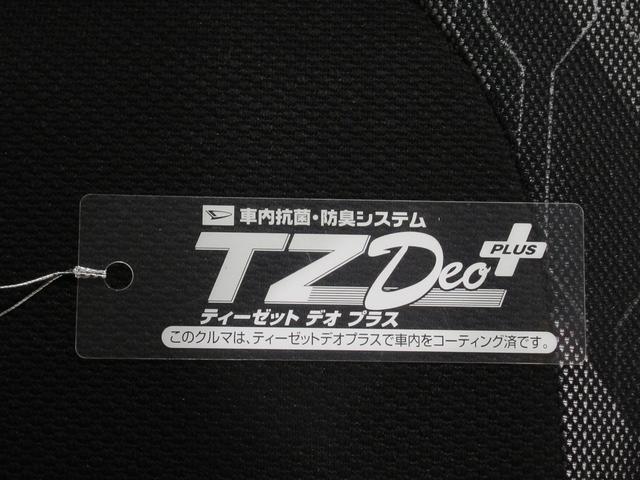 車内抗菌・防臭システム
TZ Deo PLUS
ティーゼット デオ プラス
このクルマは、ティーゼットデオプラスで車内をコーティング済です。